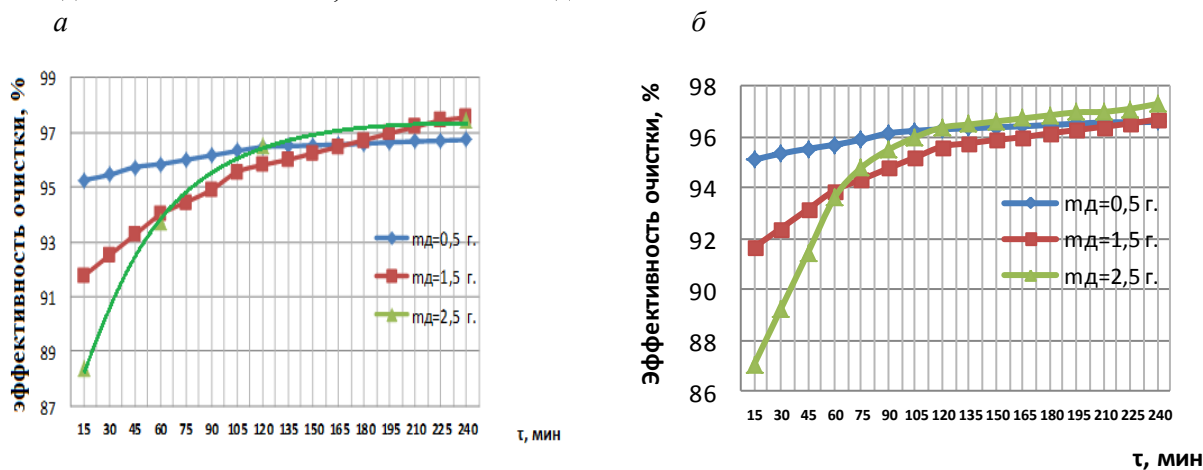 а
б
эффективность очистки, %
99
97
95
93
91
89
87
mд=0,5 г.
mд=1,5 г.
mд=2,5 г.
15 30 45 60 75 90 105 120 135 150 165 180 195 210 225 240
τ, мин
Эффективность очистки, %
98
96
94
92
90
88
86
mд=0,5 г.
mд=1,5 г.
mд=2,5 г.
15 30 45 60 75 90 105 120 135 150 165 180 195 210 225 240
τ, мин